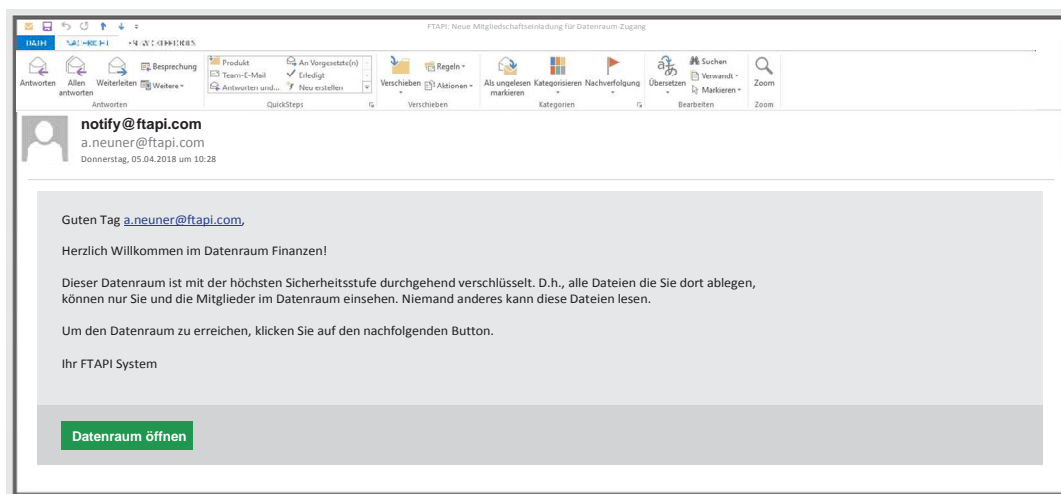 FTAPI: Neue Mitgliedschaftseinladung für Datenraum-Zugang
Antworten
Allen antworten
Weiterleiten
Besprechung
Weitere
Antworten
Produkt
Team-E-Mail
Antworten und...
An Vorgesetzte(n)
Erledigt
Neu erstellen
QuickSteps
Verschieben
Regeln
Aktionen
Verschieben
Als ungelesen markieren
Kategorisieren
Nachverfolgung
Kategorien
Übersetzen
Suchen
Verwandt
Markieren
Bearbeiten
Zoom
Zoom
notify@ftapi.com
a.neuner@ftapi.com
Donnerstag, 05.04.2018 um 10:28
Guten Tag a.neuner@ftapi.com,
Herzlich Willkommen im Datenraum Finanzen!
Dieser Datenraum ist mit der höchsten Sicherheitsstufe durchgehend verschlüsselt. D.h., alle Dateien die Sie dort ablegen,
können nur Sie und die Mitglieder im Datenraum einsehen. Niemand anderes kann diese Dateien lesen.
Um den Datenraum zu erreichen, klicken Sie auf den nachfolgenden Button.
Ihr FTAPI System
Datenraum öffnen